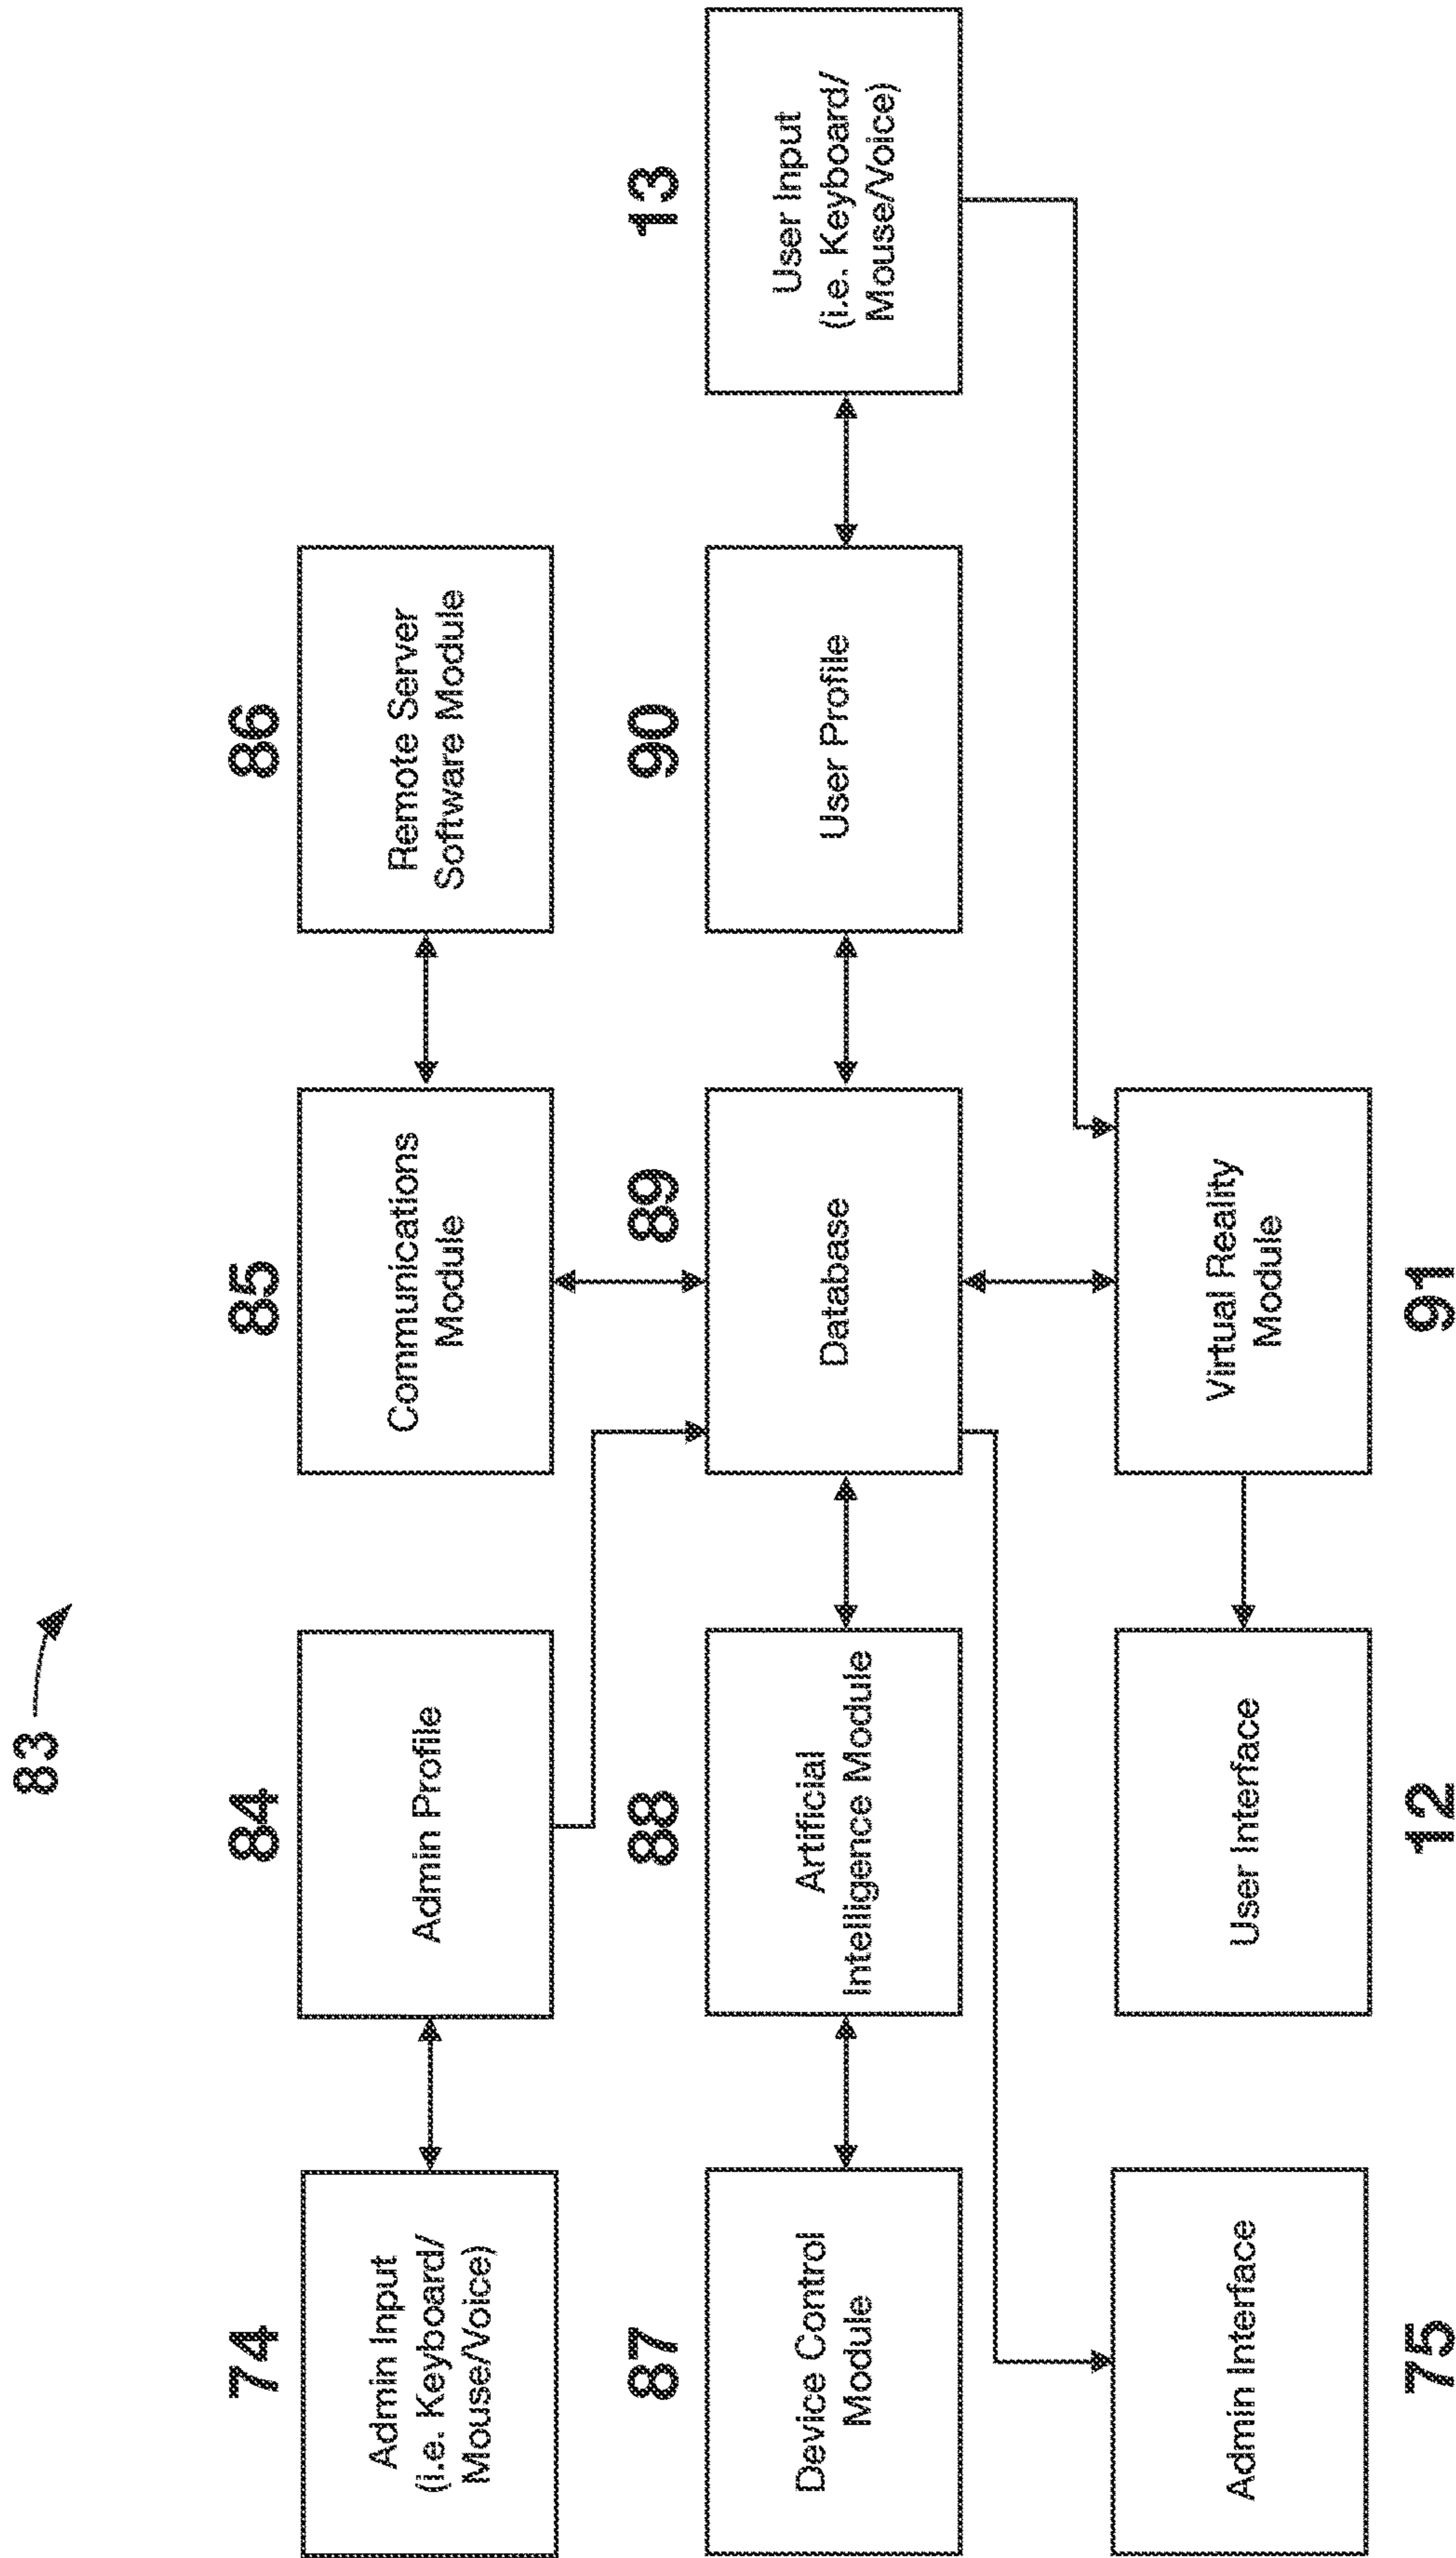 83
74
Admin Input
(i.e. Keyboard/
Mouse/Voice)
84
Admin Profile
85
Communications
Module
86
Remote Server
Software Module
87
Device Control
Module
88
Artificial
Intelligence Module
89
Database
90
User Profile
13
User Input
(i.e. Keyboard/
Mouse/Voice)
Admin Interface
75
User Interface
12
Virtual Reality
Module
91